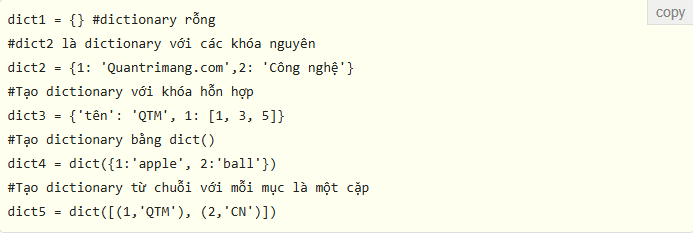 copy
dict1 = {} #dictionary rỗng
#dict2 là dictionary với các khóa nguyên
dict2 = {1: 'Quantrimang.com',2: 'Công nghệ'}
#Tạo dictionary với khóa hỗn hợp
dict3 = {'tên': 'QTM', 1: [1, 3, 5]}
#Tạo dictionary bằng dict()
dict4 = dict({1:'apple', 2:'ball'})
#Tạo dictionary từ chuỗi với mỗi mục là một cặp
dict5 = dict([(1,'QTM'), (2,'CN')])